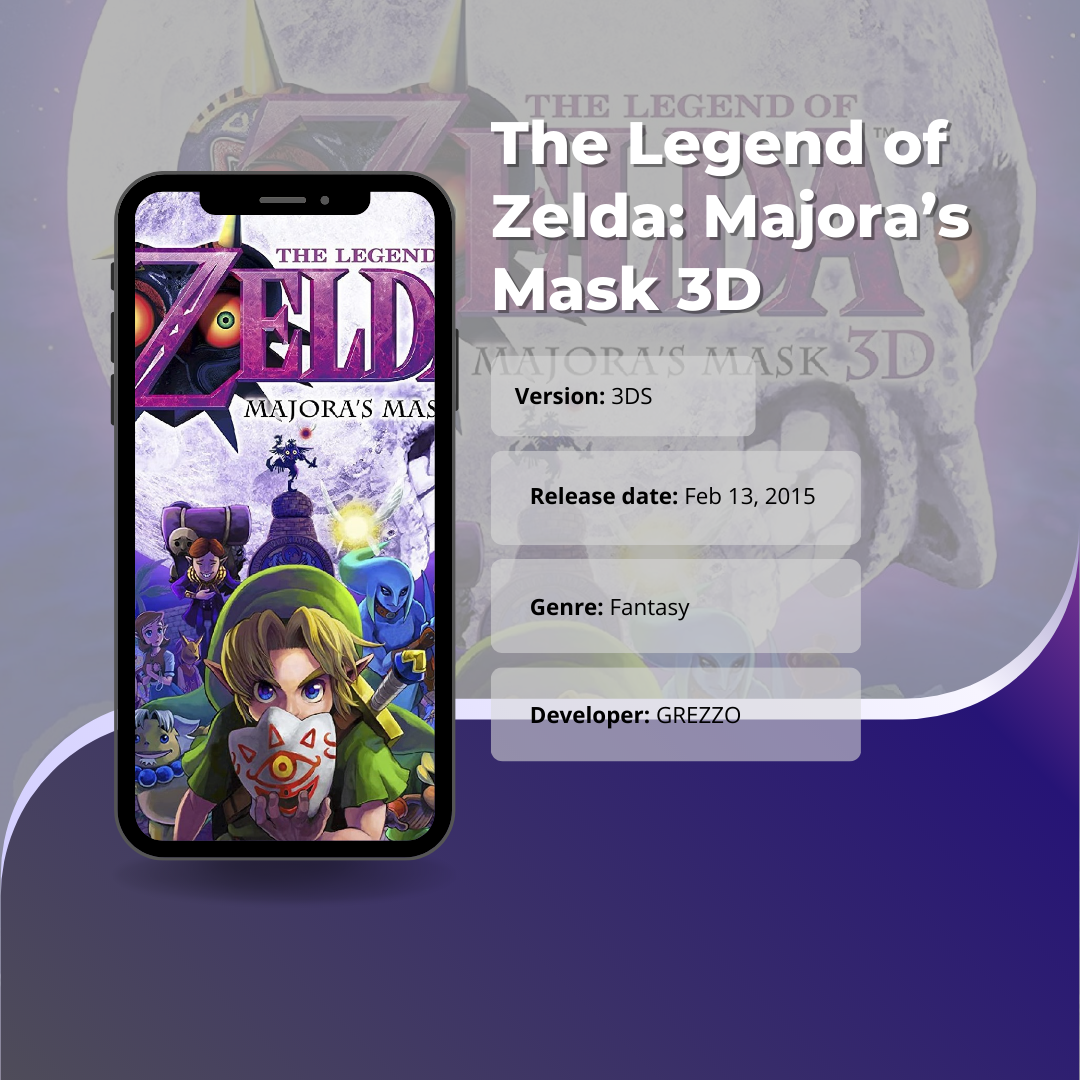 THE LEGEND OF
ZELDA™
MAJORA'S MASK 3D
The Legend of
Zelda: Majora’s
Mask 3D
THE LEGEND
ZELD
MAJORA'S MAS
Version: 3DS
Release date: Feb 13, 2015
Genre: Fantasy
Developer: GREZZO